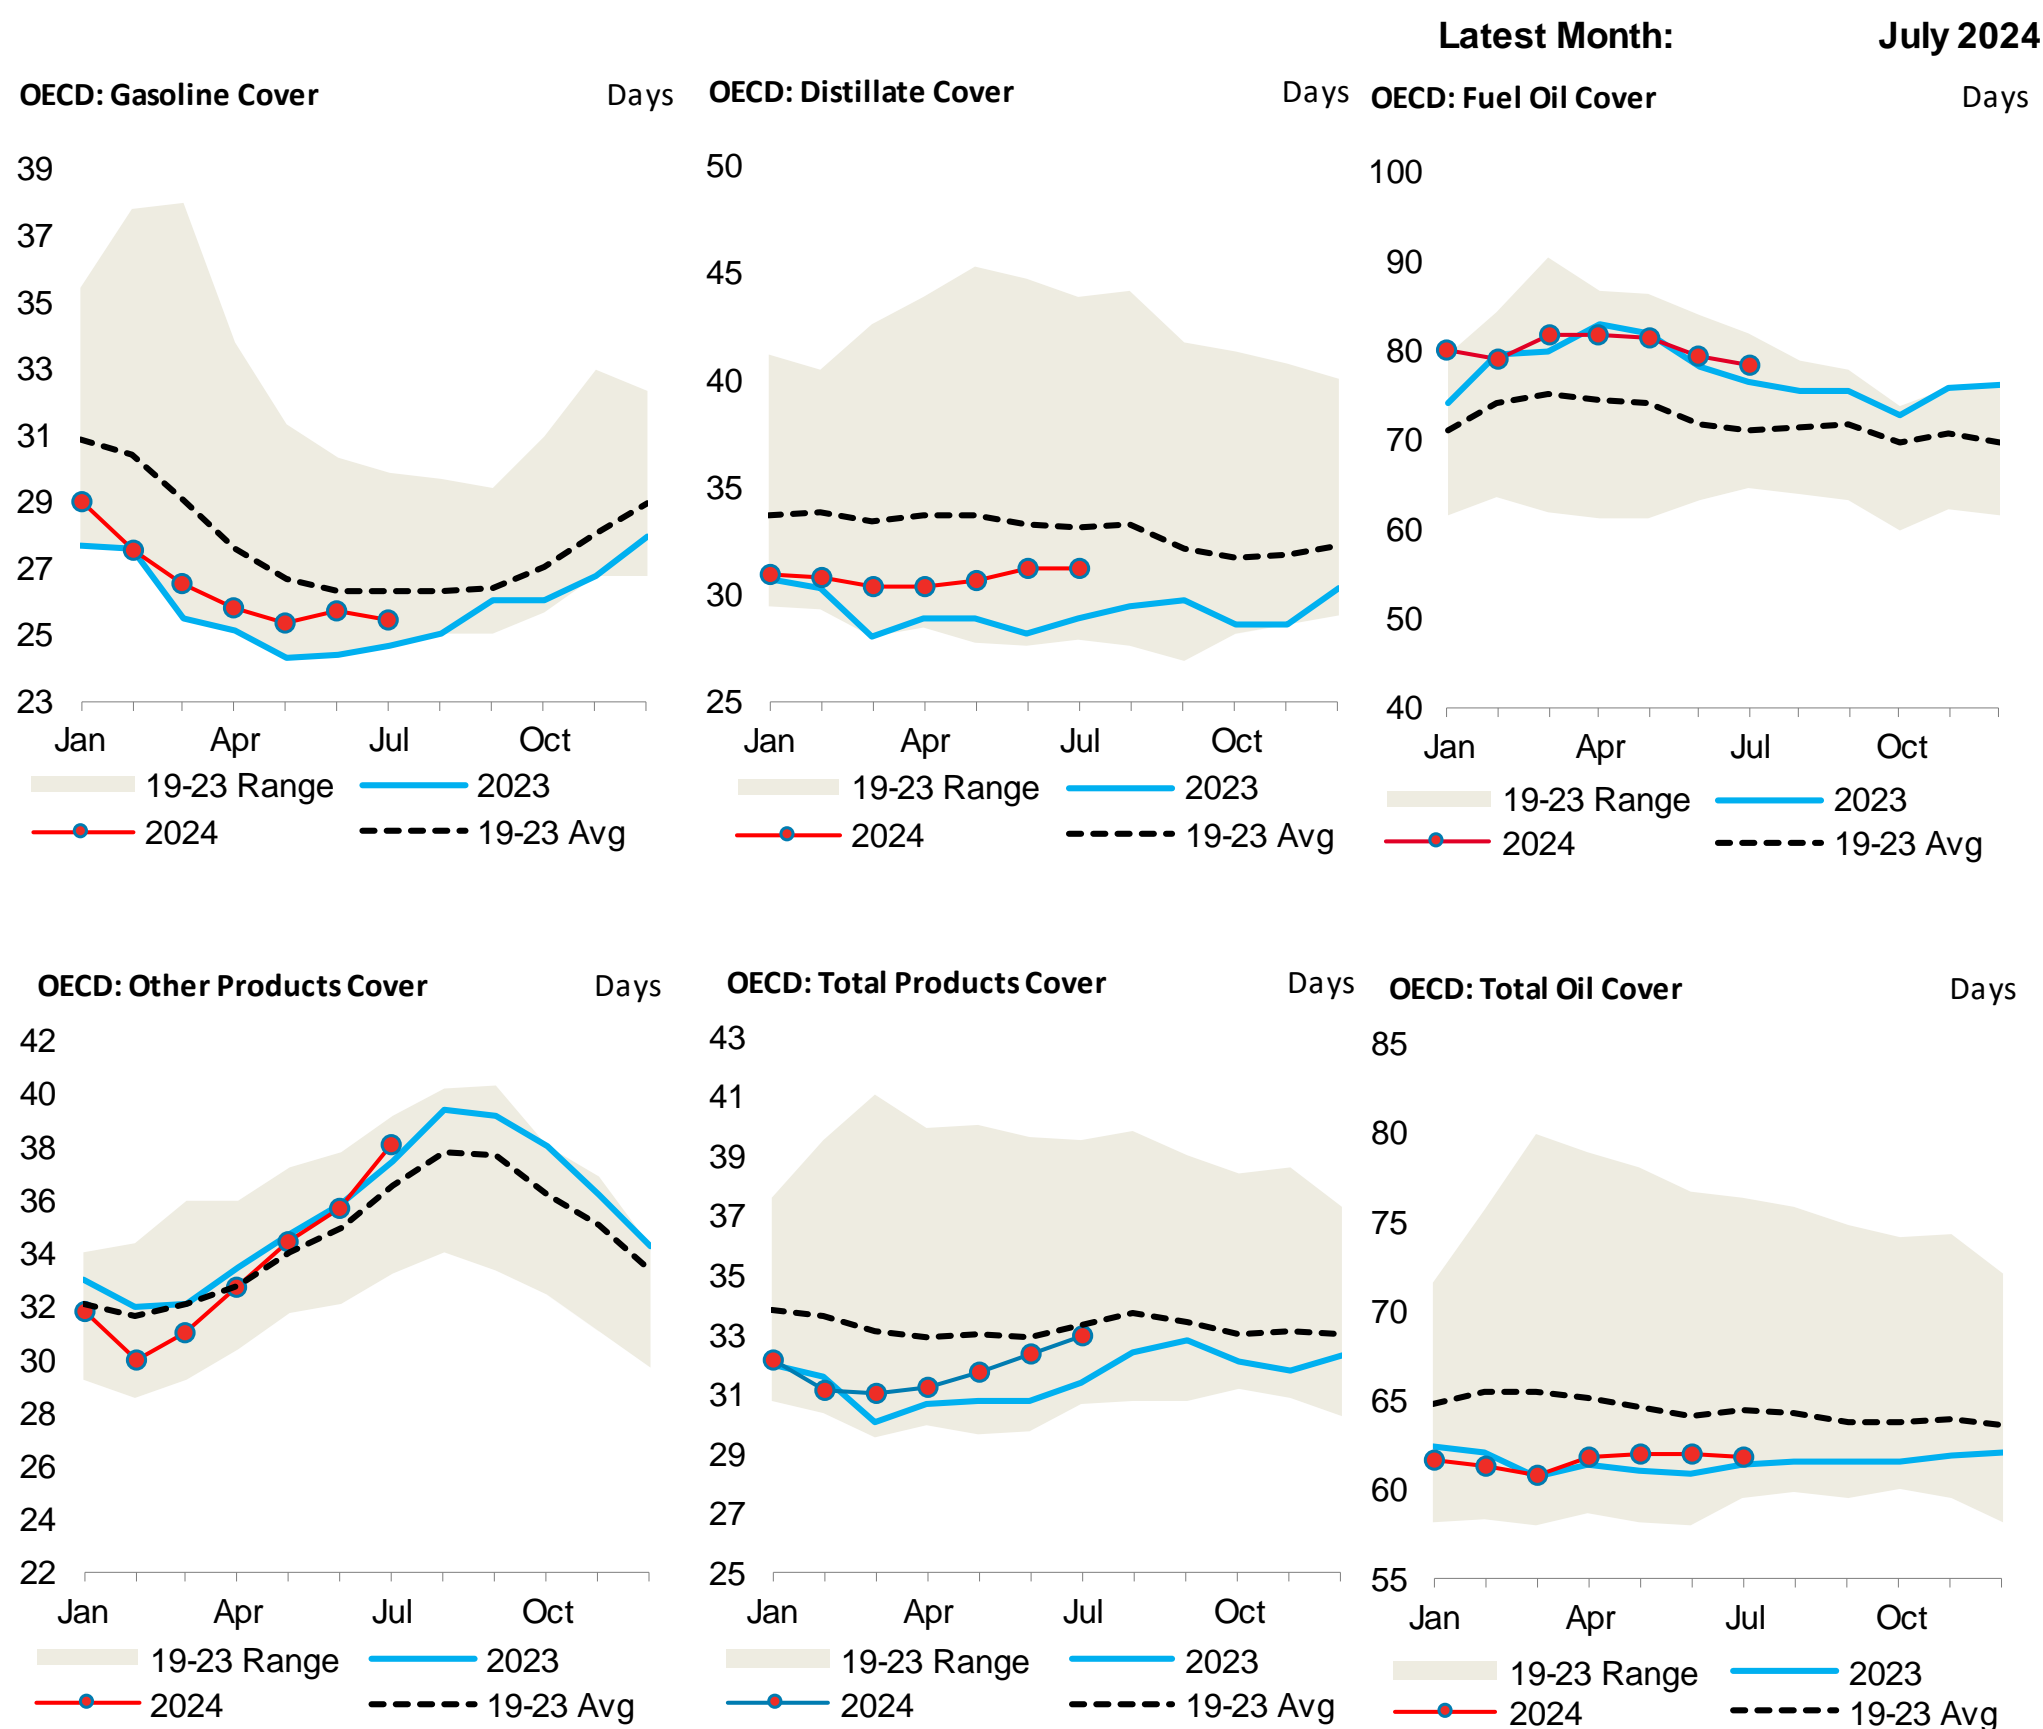 Latest Month: July 2024
OECD: Gasoline Cover Days
39
37
35
33
31
29
27
25
23
Jan Apr Jul Oct
19-23 Range 2023
2024 19-23 Avg
OECD: Distillate Cover Days
50
45
40
35
30
25
Jan Apr Jul Oct
19-23 Range 2023
2024 19-23 Avg
OECD: Fuel Oil Cover Days
100
90
80
70
60
50
40
Jan Apr Jul Oct
19-23 Range 2023
2024 19-23 Avg
OECD: Other Products Cover Days
42
40
38
36
34
32
30
28
26
24
22
Jan Apr Jul Oct
19-23 Range 2023
2024 19-23 Avg
OECD: Total Products Cover Days
43
41
39
37
35
33
31
29
27
25
Jan Apr Jul Oct
19-23 Range 2023
2024 19-23 Avg
OECD: Total Oil Cover Days
85
80
75
70
65
60
55
Jan Apr Jul Oct
19-23 Range 2023
2024 19-23 Avg